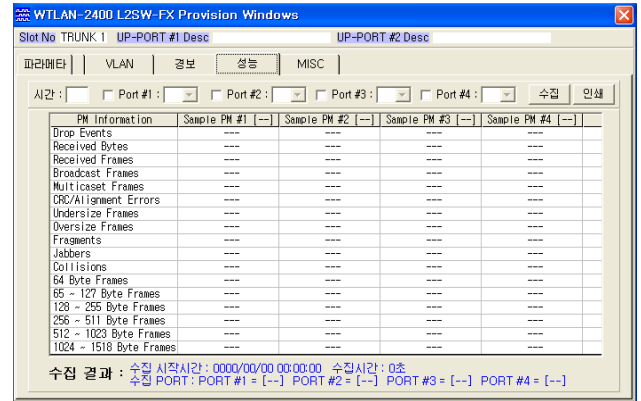 WTLAN-2400 L2SW-FX Provision Windows
Slot No TRUNK 1 UP-PORT #1 Desc UP-PORT #2 Desc
파라메타 VLAN 경보 성능 MISC
시간 : Port #1 : Port #2 : Port #3 : Port #4 : 수집 인쇄
PM Information Sample PM #1 [--] Sample PM #2 [--] Sample PM #3 [--] Sample PM #4 [--]
Drop Events --- --- --- ---
Received Bytes --- --- --- ---
Received Frames --- --- --- ---
Broadcast Frames --- --- --- ---
Multicaset Frames --- --- --- ---
CRC/Alignment Errors --- --- --- ---
Undersize Frames --- --- --- ---
Oversize Frames --- --- --- ---
Fragments --- --- --- ---
Jabbers --- --- --- ---
Collisions --- --- --- ---
64 Byte Frames --- --- --- ---
65 ~ 127 Byte Frames --- --- --- ---
128 ~ 255 Byte Frames --- --- --- ---
256 ~ 511 Byte Frames --- --- --- ---
512 ~ 1023 Byte Frames --- --- --- ---
1024 ~ 1518 Byte Frames --- --- --- ---
수집 결과 : 수집 시작시간 : 0000/00/00 00:00:00 수집시간 : 0초
수집 PORT : PORT #1 = [--] PORT #2 = [--] PORT #3 = [--] PORT #4 = [--]